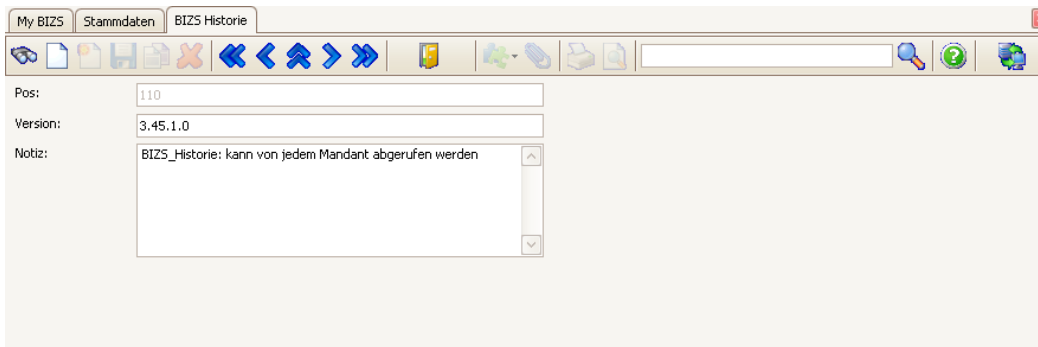 My BIZS Stammdaten BIZS Historie
Pos: 110
Version: 3.45.1.0
Notiz: BIZS_Historie: kann von jedem Mandant abgerufen werden